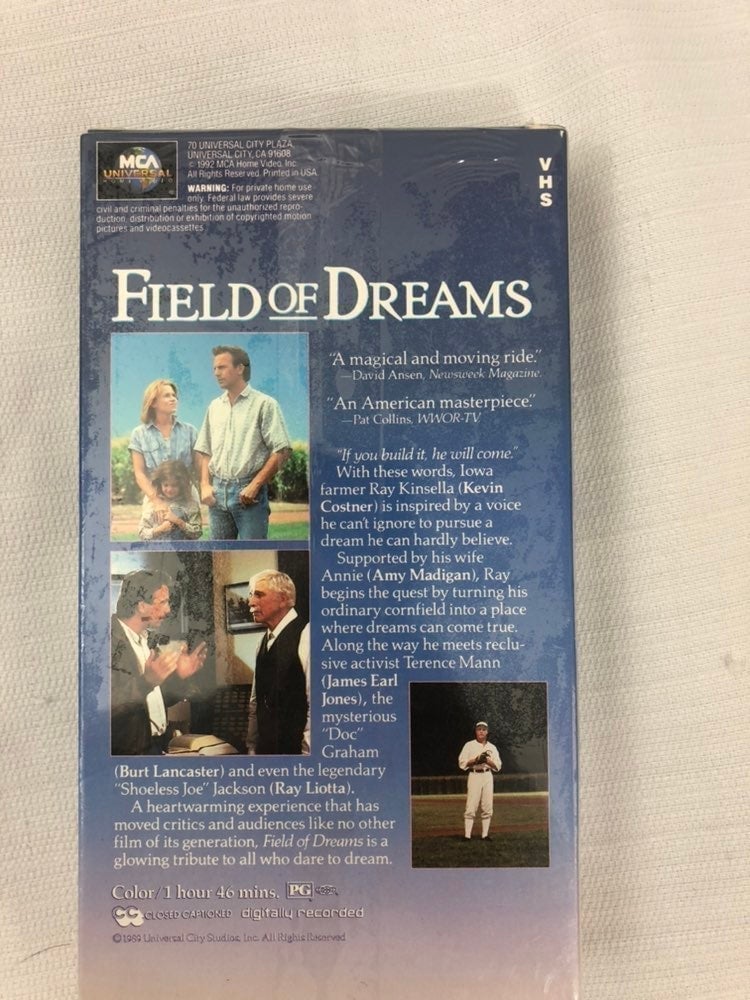 MCA
UNIVERSAL
HOME VIDEO
70 UNIVERSAL CITY PLAZA,
UNIVERSAL CITY, CA 91608
© 1992 MCA Home Video, Inc.
All Rights Reserved. Printed in USA.
WARNING: For private home use
only. Federal law provides severe
civil and criminal penalties for the unauthorized repro-
duction, distribution or exhibition of copyrighted motion
pictures and videocassettes.
VHS
FIELD OF DREAMS
"A magical and moving ride."
—David Ansen, Newsweek Magazine.
"An American masterpiece."
—Pat Collins, WWOR-TV
"If you build it, he will come."
With these words, Iowa
farmer Ray Kinsella (Kevin
Costner) is inspired by a voice
he can't ignore to pursue a
dream he can hardly believe.
Supported by his wife
Annie (Amy Madigan), Ray
begins the quest by turning his
ordinary cornfield into a place
where dreams can come true.
Along the way he meets reclu-
sive activist Terence Mann
(James Earl
Jones), the
mysterious
"Doc"
Graham
(Burt Lancaster) and even the legendary
"Shoeless Joe" Jackson (Ray Liotta).
A heartwarming experience that has
moved critics and audiences like no other
film of its generation, Field of Dreams is a
glowing tribute to all who dare to dream.
Color/1 hour 46 mins. PG
CC CLOSED CAPTIONED digitally recorded
© 1989 Universal City Studios, Inc. All Rights Reserved